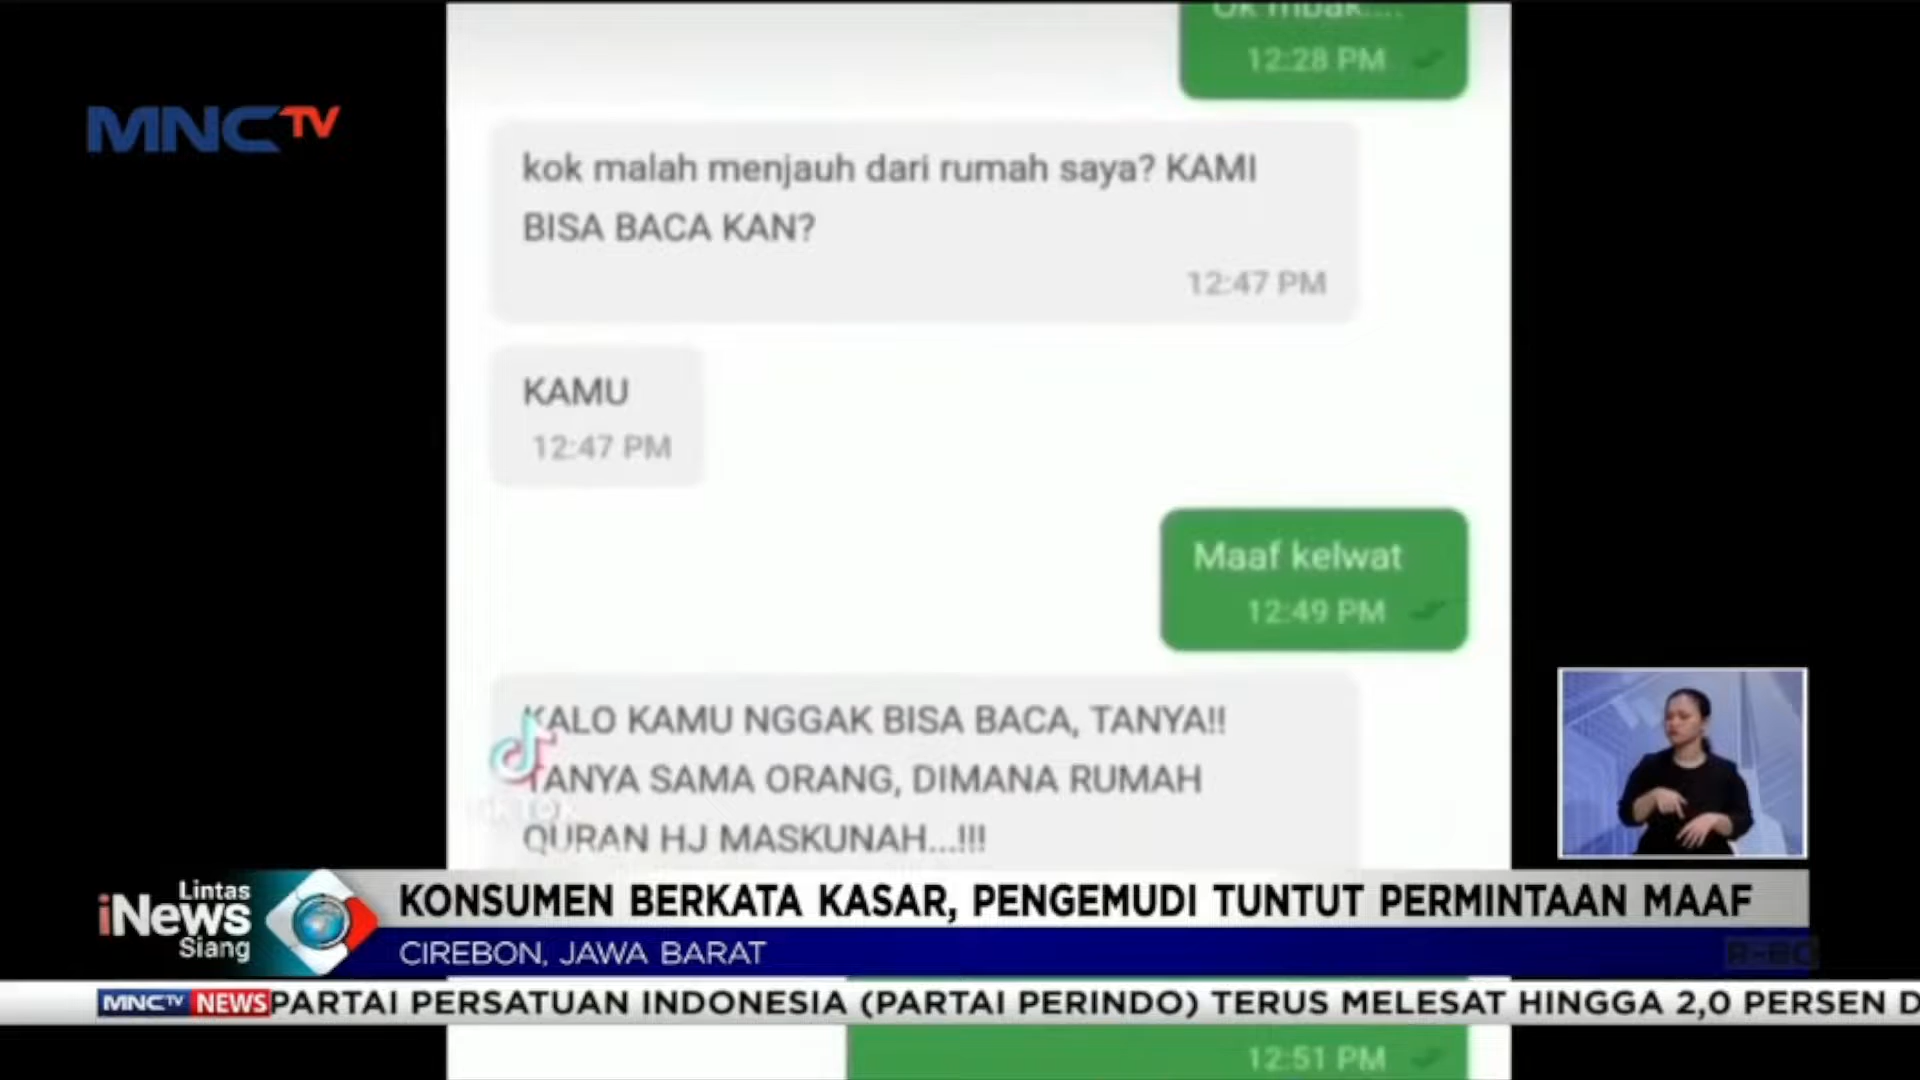 Ok mbak....
12:28 PM
MNCTV
kok malah menjauh dari rumah saya? KAMI
BISA BACA KAN?
12:47 PM
KAMU
12:47 PM
Maaf kelwat
12:49 PM
KALO KAMU NGGAK BISA BACA, TANYA!!
TANYA SAMA ORANG, DIMANA RUMAH
QURAN HJ MASKUNAH...!!!
Lintas
iNews
Siang
KONSUMEN BERKATA KASAR, PENGEMUDI TUNTUT PERMINTAAN MAAF
CIREBON, JAWA BARAT
R-BO
MNCTV NEWS PARTAI PERSATUAN INDONESIA (PARTAI PERINDO) TERUS MELESAT HINGGA 2,0 PERSEN D
12:51 PM